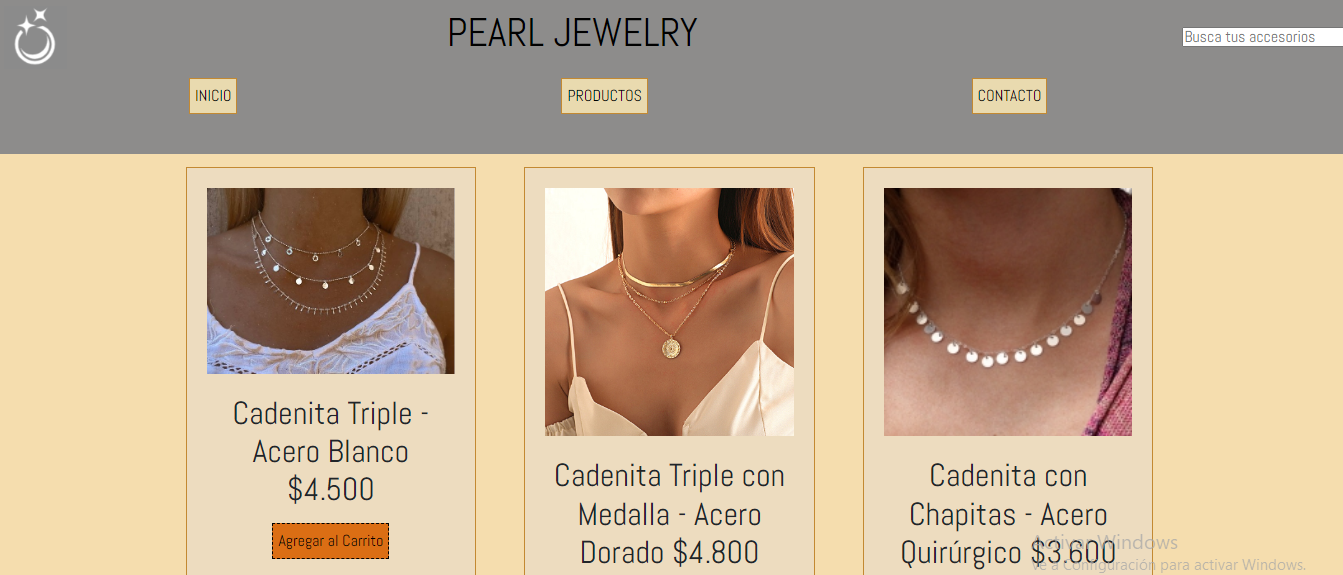 PEARL JEWELRY
Busca tus accesorios
INICIO
PRODUCTOS
CONTACTO
Cadenita Triple -
Acero Blanco
$4.500
Agregar al Carrito
Cadenita Triple con
Medalla - Acero
Dorado $4.800
Cadenita con
Chapitas - Acero
Quirúrgico $3.600
Activar Windows
Ve a Configuración para activar Windows.